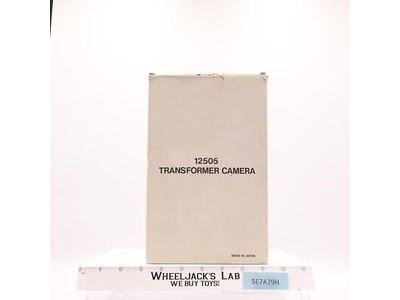 12505
TRANSFORMER CAMERA
MADE IN JAPAN
WHEELJACK'S LAB
WE BUY TOYS!
5E7A79H